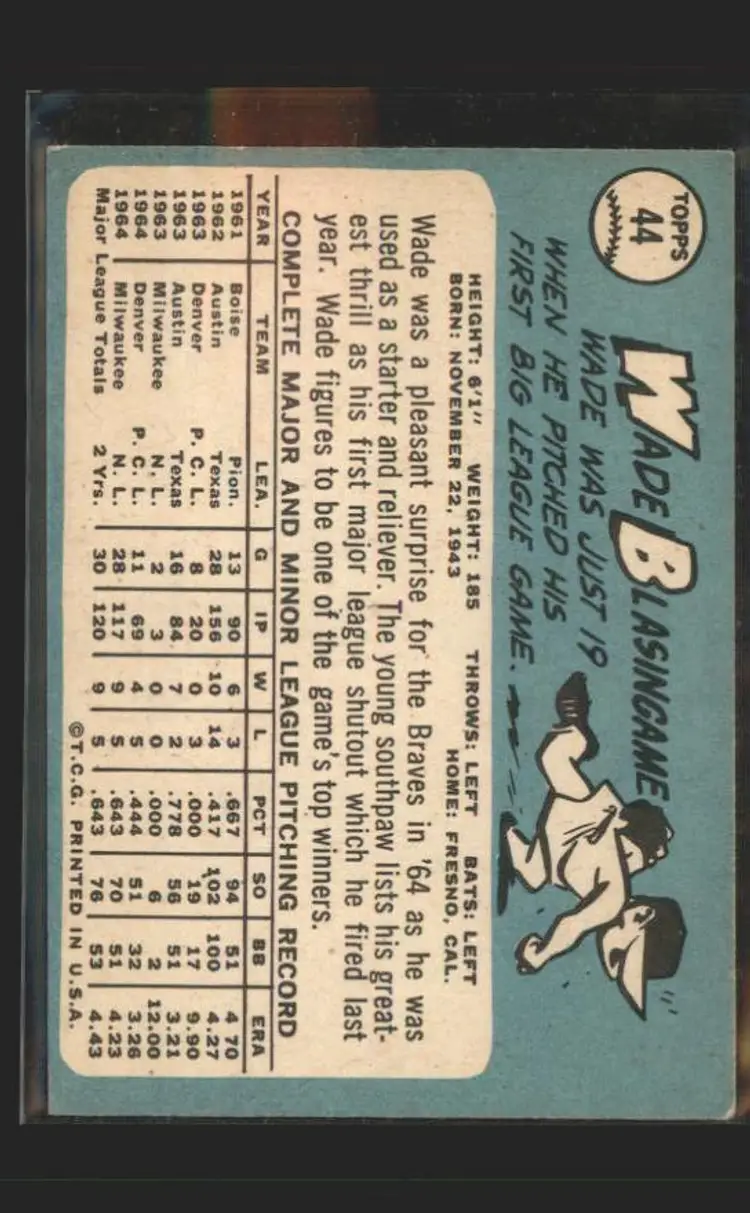 TOPPS
44
WADE BLASINGAME
WADE WAS JUST 19
WHEN HE PITCHED HIS
FIRST BIG LEAGUE GAME.
HEIGHT: 6'1" WEIGHT: 185 THROWS: LEFT BATS: LEFT
BORN: NOVEMBER 22, 1943 HOME: FRESNO, CAL.
Wade was a pleasant surprise for the Braves in '64 as he was
used as a starter and reliever. The young southpaw lists his great-
est thrill as his first major league shutout which he fired last
year. Wade figures to be one of the game's top winners.
COMPLETE MAJOR AND MINOR LEAGUE PITCHING RECORD
YEAR TEAM LEA. G IP W L PCT SO BB ERA
1961 Boise Pion. 13 90 6 3 .667 94 51 4 70
1962 Austin Texas 28 156 10 14 .417 102 100 4.27
1963 Denver P. C. L. 8 20 0 3 .000 19 17 9.90
1963 Austin Texas 16 84 7 2 .778 56 51 3.21
1963 Milwaukee N. L. 2 3 0 0 .000 6 2 12.00
1964 Denver P. C. L. 11 69 4 5 .444 51 32 3.26
1964 Milwaukee N. L. 28 117 9 5 .643 70 51 4.23
Major League Totals 2 Yrs. 30 120 9 5 .643 76 53 4.43
©T.C.G. PRINTED IN U.S.A.